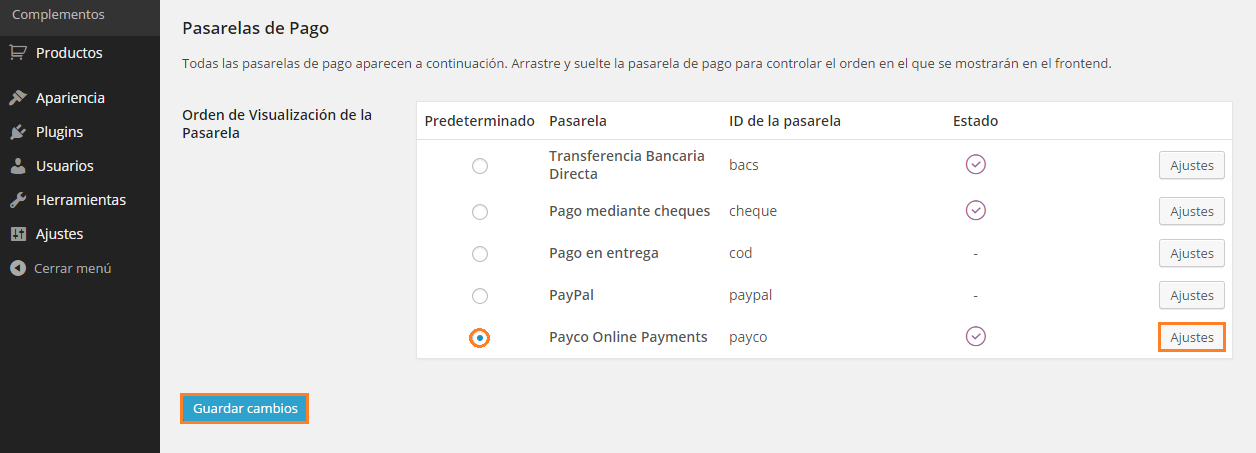 Complementos
Productos
Apariencia
Plugins
Usuarios
Herramientas
Ajustes
Cerrar menú
Pasarelas de Pago
Todas las pasarelas de pago aparecen a continuación. Arrastre y suelte la pasarela de pago para controlar el orden en el que se mostrarán en el frontend.
Orden de Visualización de la
Pasarela
Predeterminado Pasarela ID de la pasarela Estado
Transferencia Bancaria
Directa bacs Ajustes
Pago mediante cheques cheque Ajustes
Pago en entrega cod - Ajustes
PayPal paypal - Ajustes
Payco Online Payments payco Ajustes
Guardar cambios